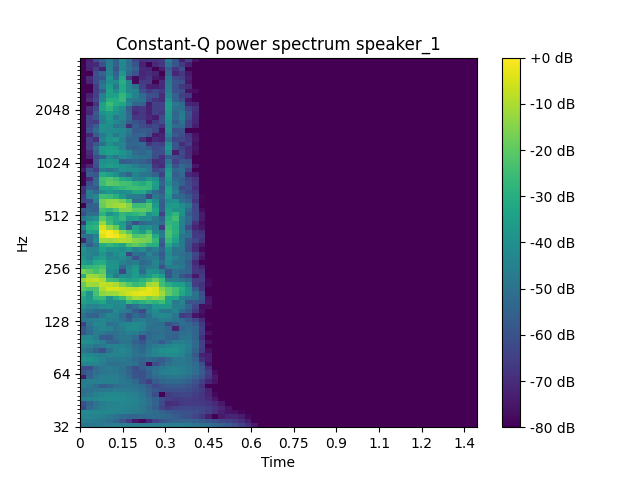 Constant-Q power spectrum speaker_1
Hz
2048
1024
512
256
128
64
32
0 0.15 0.3 0.45 0.6 0.75 0.9 1.1 1.2 1.4
Time
+0 dB
-10 dB
-20 dB
-30 dB
-40 dB
-50 dB
-60 dB
-70 dB
-80 dB